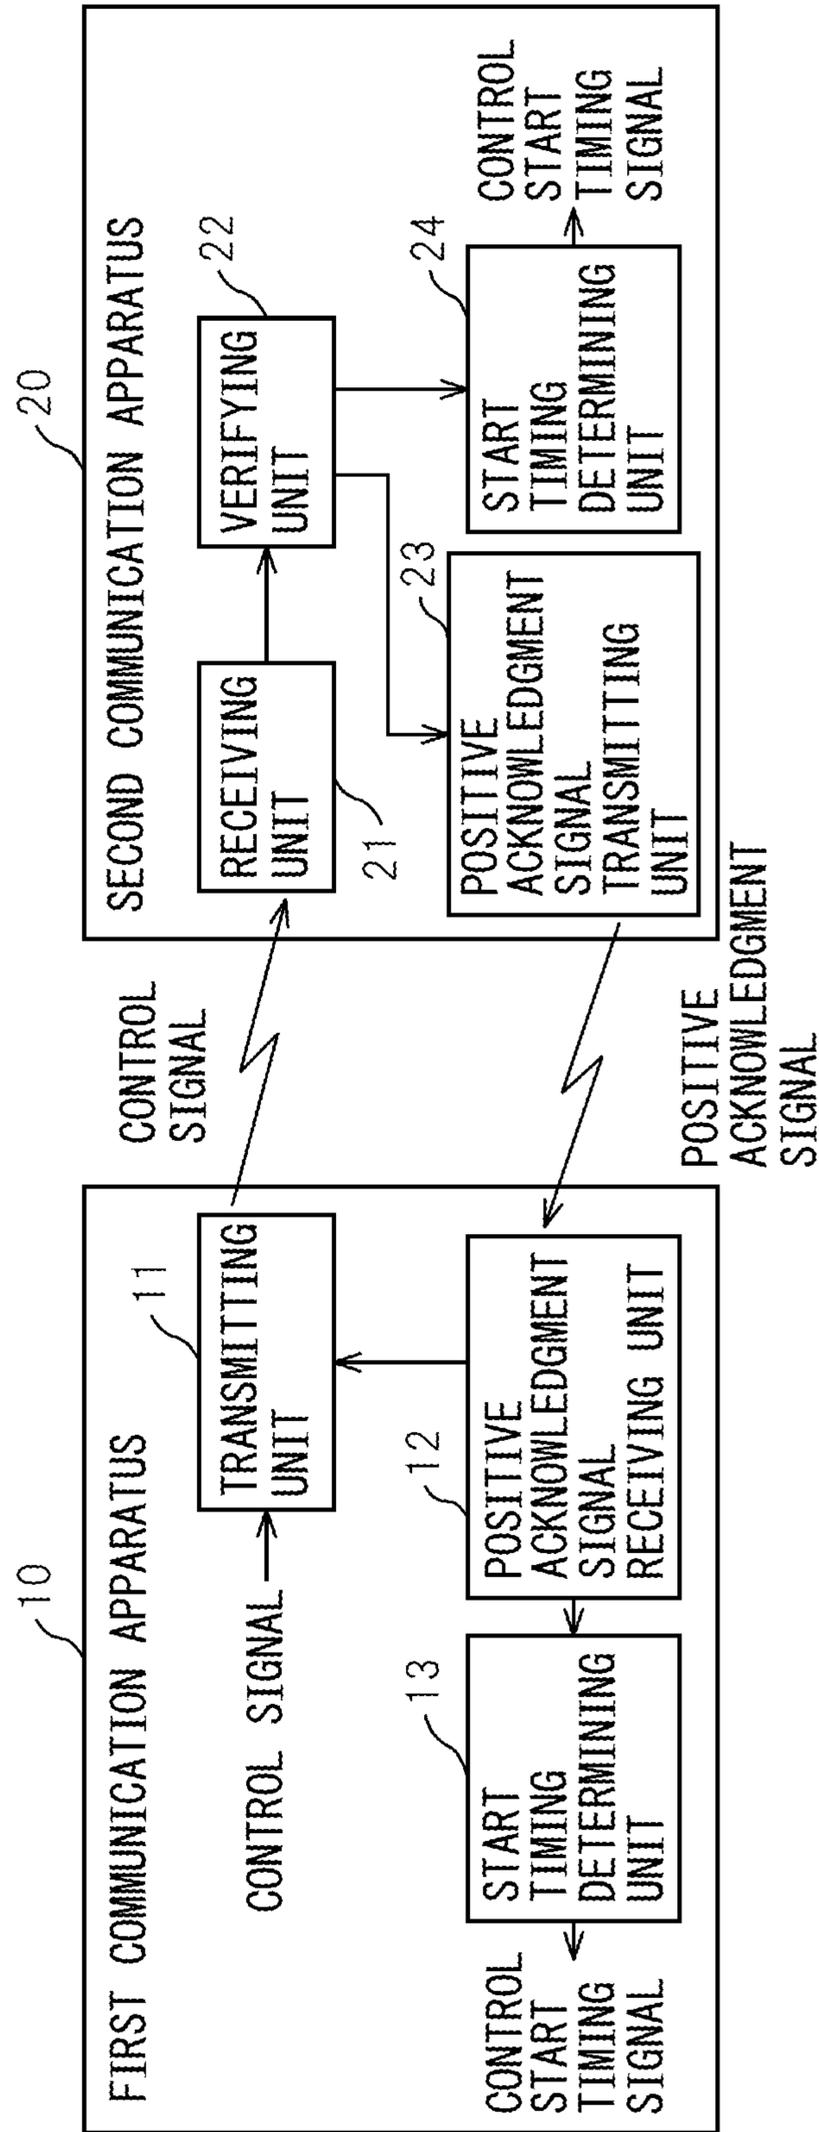 10
FIRST COMMUNICATION APPARATUS
CONTROL SIGNAL
11
TRANSMITTING
UNIT
12
POSITIVE
ACKNOWLEDGMENT
SIGNAL
RECEIVING UNIT
13
START
TIMING
DETERMINING
UNIT
CONTROL
START
TIMING
SIGNAL
CONTROL
SIGNAL
POSITIVE
ACKNOWLEDGMENT
SIGNAL
20
SECOND COMMUNICATION APPARATUS
RECEIVING
UNIT
21
22
VERIFYING
UNIT
23
POSITIVE
ACKNOWLEDGMENT
SIGNAL
TRANSMITTING
UNIT
24
START
TIMING
DETERMINING
UNIT
CONTROL
START
TIMING
SIGNAL